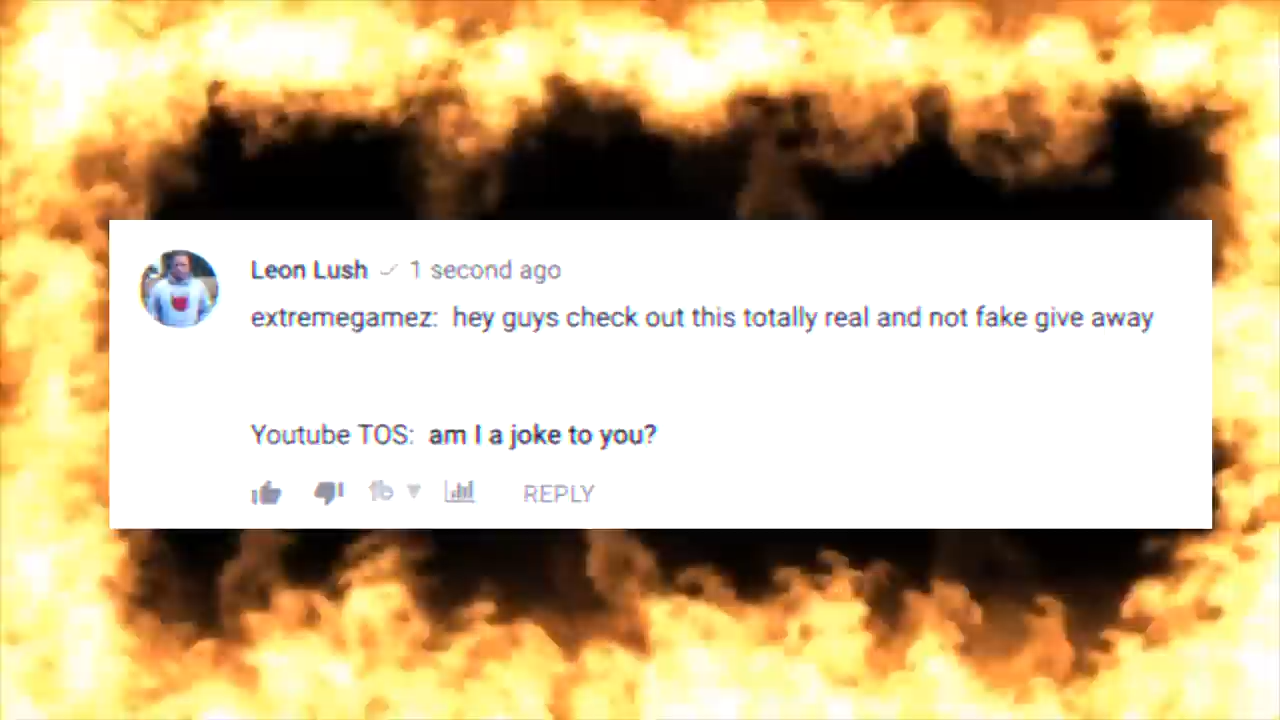 Leon Lush 1 second ago
extremegamez: hey guys check out this totally real and not fake give away
Youtube TOS: am I a joke to you?
REPLY